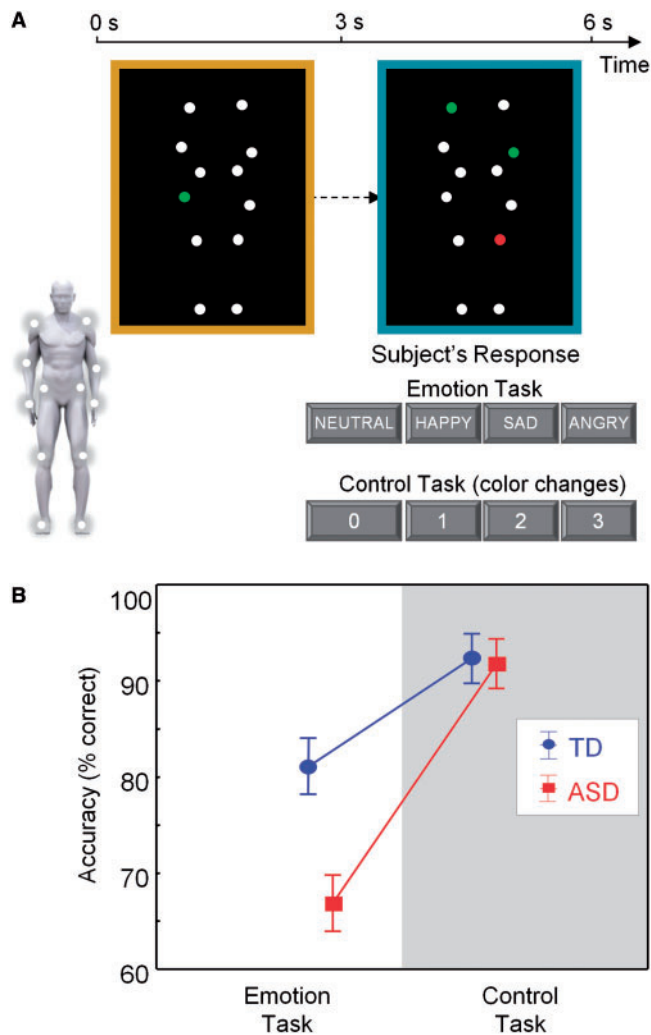 A
0 s 3 s 6 s
Time
Subject's Response
Emotion Task
NEUTRAL HAPPY SAD ANGRY
Control Task (color changes)
0 1 2 3
B
Accuracy (% correct)
100
90
80
70
60
TD
ASD
Emotion Task
Control Task